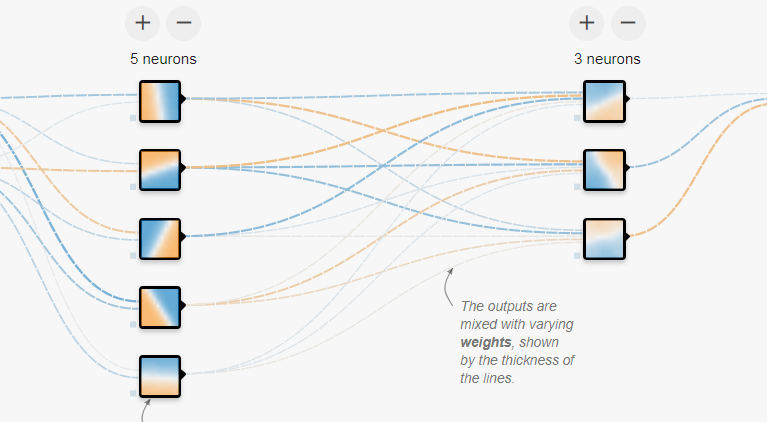 + −
+ −
5 neurons
3 neurons
The outputs are
mixed with varying
weights, shown
by the thickness of
the lines.